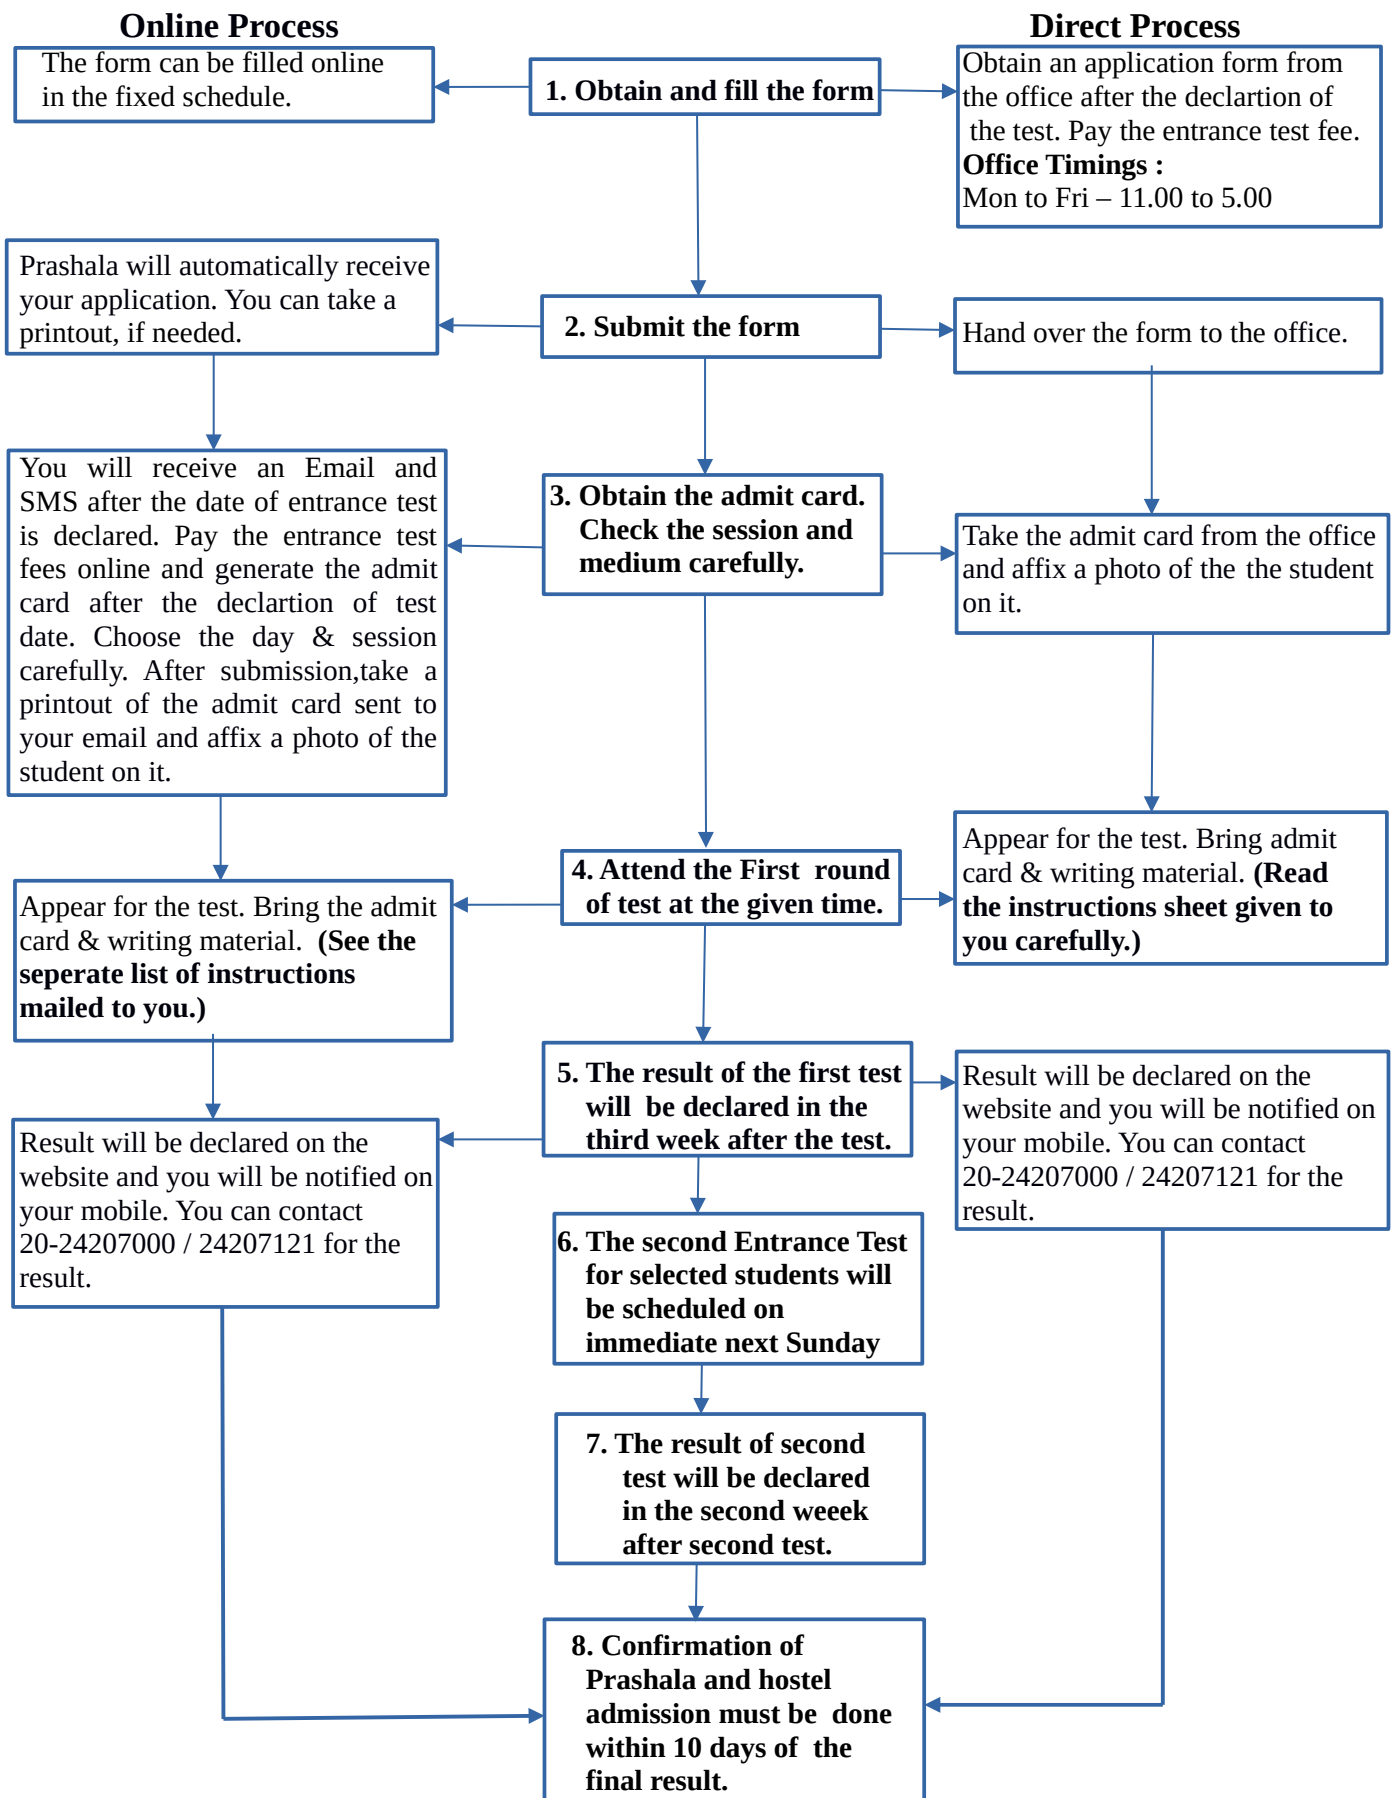 Online Process
Direct Process
The form can be filled online
in the fixed schedule.
1. Obtain and fill the form
Obtain an application form from
the office after the declartion of
the test. Pay the entrance test fee.
Office Timings :
Mon to Fri – 11.00 to 5.00
Prashala will automatically receive
your application. You can take a
printout, if needed.
2. Submit the form
Hand over the form to the office.
You will receive an Email and
SMS after the date of entrance test
is declared. Pay the entrance test
fees online and generate the admit
card after the declartion of test
date. Choose the day & session
carefully. After submission,take a
printout of the admit card sent to
your email and affix a photo of the
student on it.
3. Obtain the admit card.
Check the session and
medium carefully.
Take the admit card from the office
and affix a photo of the the student
on it.
Appear for the test. Bring the admit
card & writing material. (See the
seperate list of instructions
mailed to you.)
4. Attend the First round
of test at the given time.
Appear for the test. Bring admit
card & writing material. (Read
the instructions sheet given to
you carefully.)
Result will be declared on the
website and you will be notified on
your mobile. You can contact
20-24207000 / 24207121 for the
result.
5. The result of the first test
will be declared in the
third week after the test.
Result will be declared on the
website and you will be notified on
your mobile. You can contact
20-24207000 / 24207121 for the
result.
6. The second Entrance Test
for selected students will
be scheduled on
immediate next Sunday
7. The result of second
test will be declared
in the second weeek
after second test.
8. Confirmation of
Prashala and hostel
admission must be done
within 10 days of the
final result.